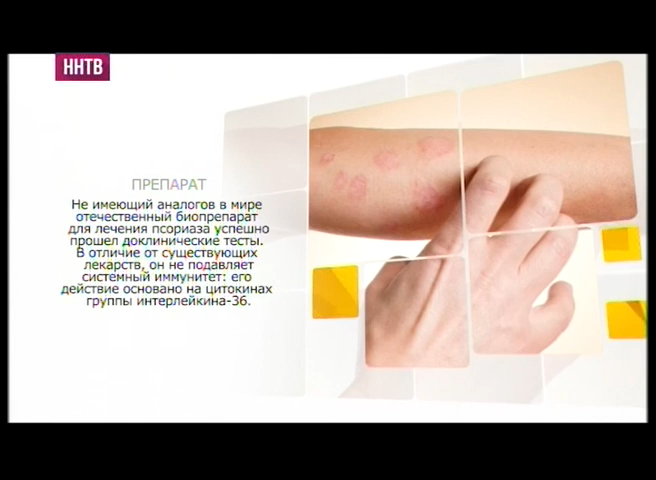 ННТВ
ПРЕПАРАТ
Не имеющий аналогов в мире
отечественный биопрепарат
для лечения псориаза успешно
прошел доклинические тесты.
В отличие от существующих
лекарств, он не подавляет
системный иммунитет: его
действие основано на цитокинах
группы интерлейкина-36.